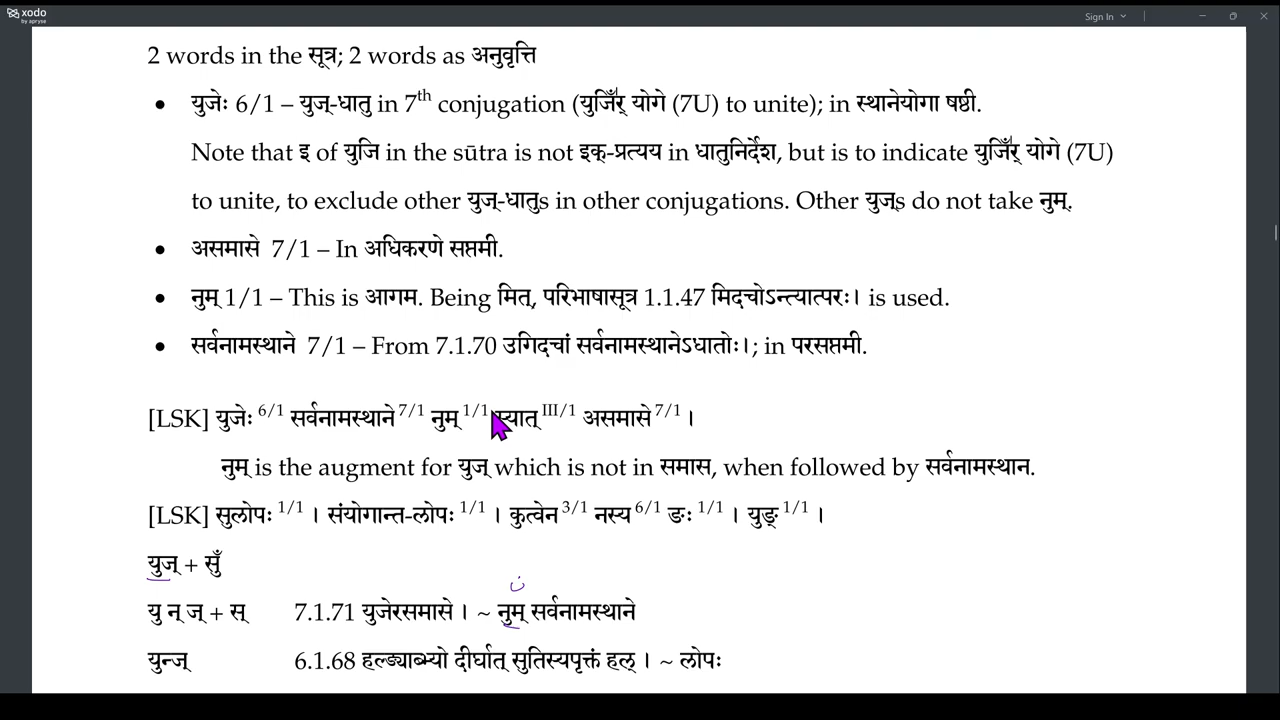 xodo
by apryse
Sign In
2 words in the सूत्र; 2 words as अनुवृत्ति
• युजेः 6/1 – युज्-धातु in 7th conjugation (युजिँर्॑ योगे (7U) to unite); in स्थानेयोगा षष्ठी.
Note that इ of युजि in the sūtra is not इक्-प्रत्यय in धातुनिर्देश, but is to indicate युजिँर्॑ योगे (7U)
to unite, to exclude other युज्-धातुs in other conjugations. Other युज्s do not take नुम्.
• असमासे 7/1 – In अधिकरणे सप्तमी.
• नुम् 1/1 – This is आगम. Being मित्, परिभाषासूत्र 1.1.47 मिदचोऽन्त्यात्परः। is used.
• सर्वनामस्थाने 7/1 – From 7.1.70 उगिदचां सर्वनामस्थानेऽधातोः।; in परसप्तमी.
[LSK] युजेः 6/1 सर्वनामस्थाने 7/1 नुम् 1/1 स्यात् III/1 असमासे 7/1 ।
नुम् is the augment for युज् which is not in समास, when followed by सर्वनामस्थान.
[LSK] सुलोपः 1/1 । संयोगान्त-लोपः 1/1 । कुत्वेन 3/1 नस्य 6/1 ङः 1/1 । युङ् 1/1 ।
युज् + सुँ
यु न् ज् + स् 7.1.71 युजेरसमासे । ~ नुम् सर्वनामस्थाने
युन्ज् 6.1.68 हल्ङ्याब्भ्यो दीर्घात् सुतिस्यपृक्तं हल् । ~ लोपः